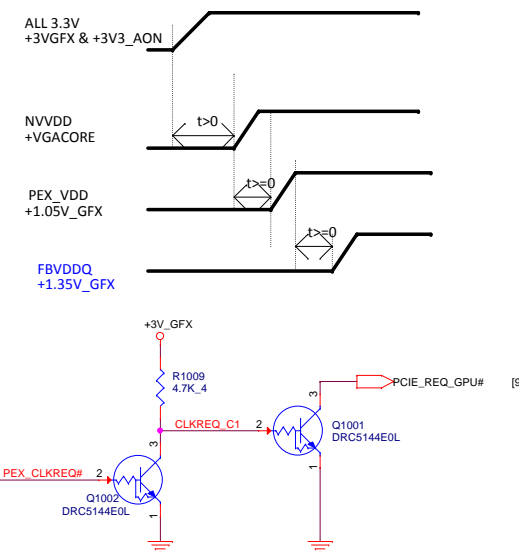 ALL 3.3V
+3VGFX & +3V3_AON
NVVDD
+VGACORE
t>0
PEX_VDD
+1.05V_GFX
t>=0
FBVDDQ
+1.35V_GFX
t>=0
+3V_GFX
R1009
4.7K_4
3
PCIE_REQ_GPU#
[9
CLKREQ_C1
2
Q1001
DRC5144E0L
3
1
PEX_CLKREQ#
2
Q1002
DRC5144E0L
1